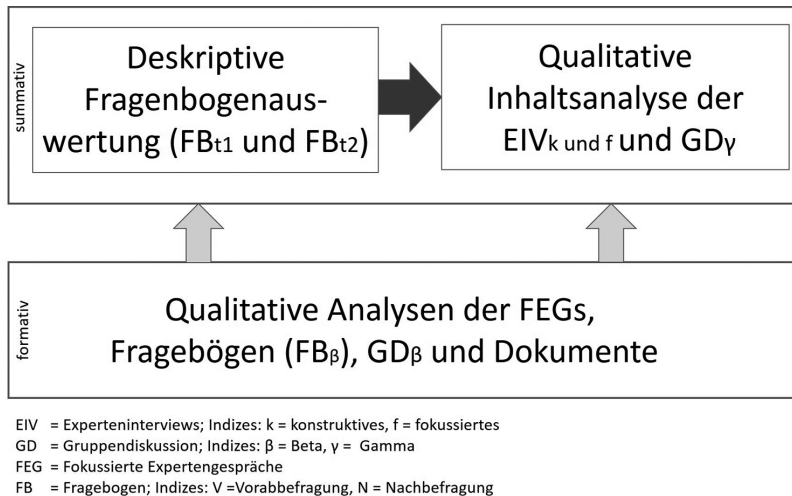 summativ
Deskriptive
Fragenbogenaus-
wertung (FBt1 und FBt2)
Qualitative
Inhaltsanalyse der
EIVk und f und GDγ
formativ
Qualitative Analysen der FEGs,
Fragebögen (FBβ), GDβ und Dokumente
EIV = Experteninterviews; Indizes: k = konstruktives, f = fokussiertes
GD = Gruppendiskussion; Indizes: β = Beta, γ = Gamma
FEG = Fokussierte Expertengespräche
FB = Fragebogen; Indizes: V =Vorabbefragung, N = Nachbefragung